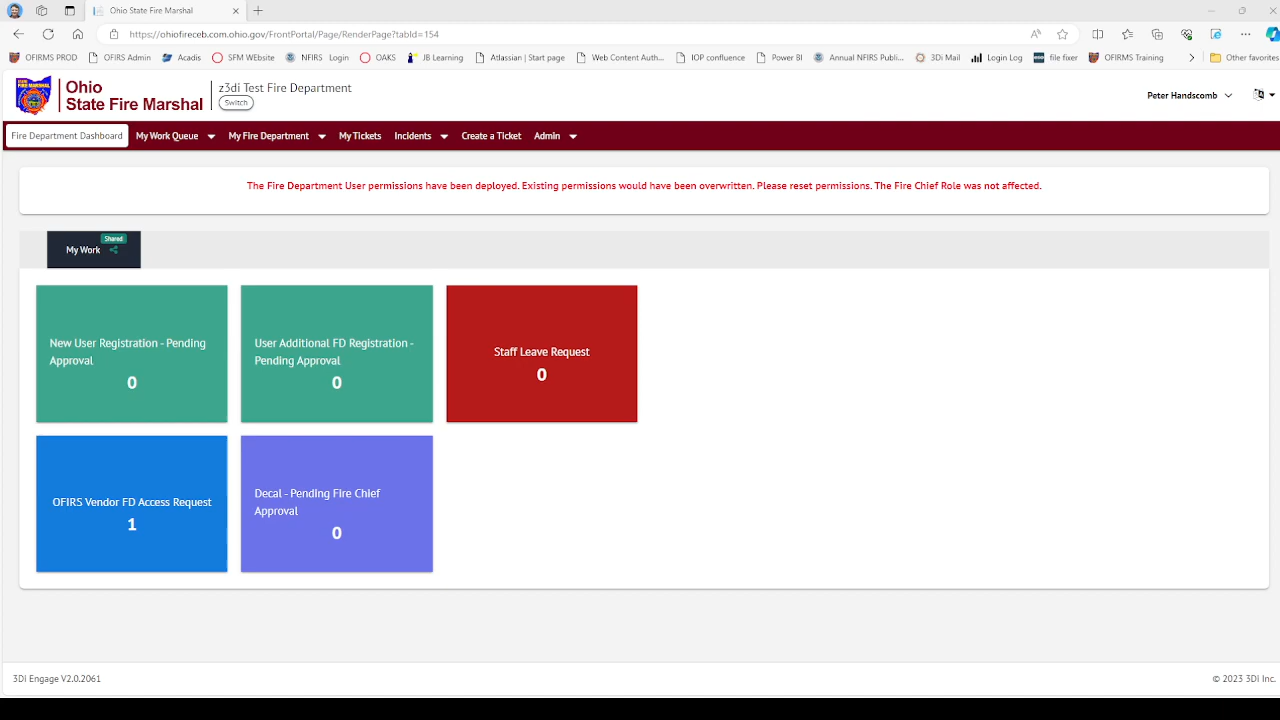 Ohio State Fire Marshal
https://ohiofireceb.com.ohio.gov/FrontPortal/Page/RenderPage?tabId=154
OFIRMS PROD OFIRS Admin Acadis SFM WEbsite NFIRS Login OAKS JB Learning Atlassian | Start page Web Content Auth... IOP confluence Power BI Annual NFIRS Publi... 3Di Mail Login Log file fixer OFIRMS Training Other favorites
Ohio
State Fire Marshal
z3di Test Fire Department
Switch
Peter Handscomb
Fire Department Dashboard My Work Queue My Fire Department My Tickets Incidents Create a Ticket Admin
The Fire Department User permissions have been deployed. Existing permissions would have been overwritten. Please reset permissions. The Fire Chief Role was not affected.
My Work
Shared
New User Registration - Pending
Approval
0
User Additional FD Registration -
Pending Approval
0
Staff Leave Request
0
OFIRS Vendor FD Access Request
1
Decal - Pending Fire Chief
Approval
0
3Di Engage V2.0.2061
© 2023 3Di Inc.